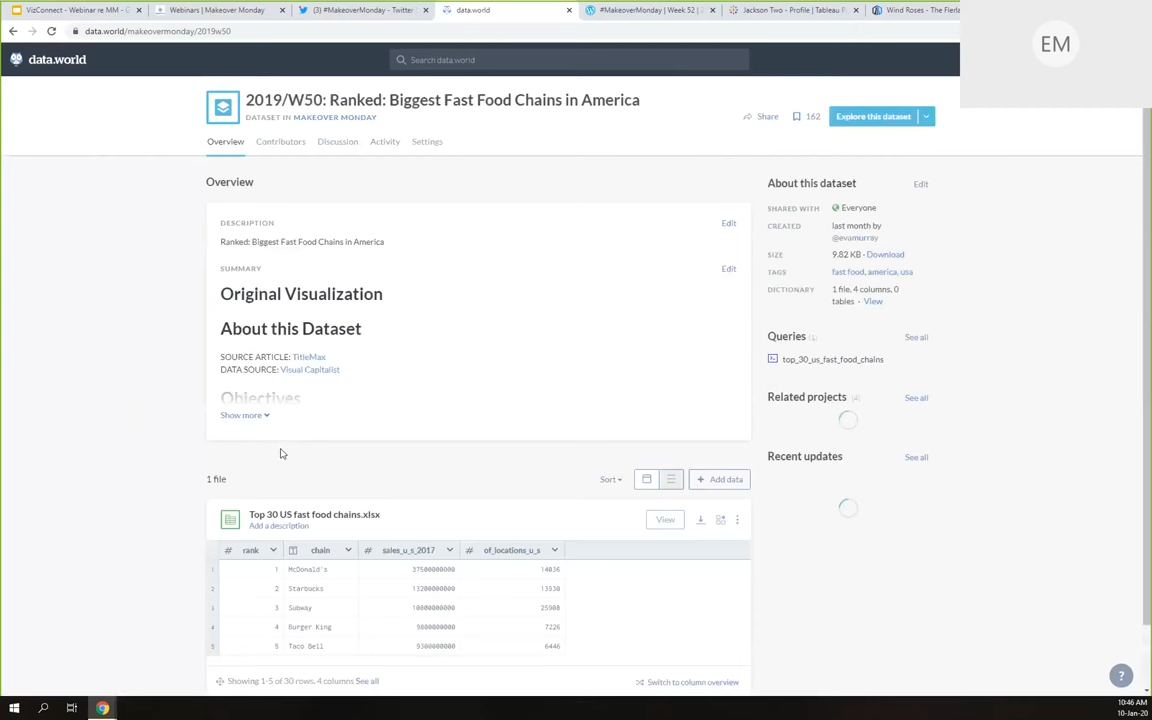 VizConnect - Webinar re MM - G
Webinars | Makeover Monday
(3) #MakeoverMonday - Twitter
data.world
#MakeoverMonday | Week 52 | 2
Jackson Two - Profile | Tableau P
Wind Roses - The Flerla
data.world/makeovermonday/2019w50
EM
data.world
Search data.world
2019/W50: Ranked: Biggest Fast Food Chains in America
DATASET IN MAKEOVER MONDAY
Share
162
Explore this dataset
Overview
Contributors
Discussion
Activity
Settings
Overview
DESCRIPTION
Edit
Ranked: Biggest Fast Food Chains in America
SUMMARY
Edit
Original Visualization
About this Dataset
SOURCE ARTICLE: TitleMax
DATA SOURCE: Visual Capitalist
Objectives
Show more
About this dataset
Edit
SHARED WITH Everyone
CREATED last month by
@evamurray
SIZE 9.82 KB · Download
TAGS fast food, america, usa
DICTIONARY 1 file, 4 columns, 0
tables · View
Queries (1)
See all
top_30_us_fast_food_chains
Related projects (4)
See all
Recent updates
See all
1 file
Sort
+ Add data
Top 30 US fast food chains.xlsx
Add a description
View
# rank chain # sales_u_s_2017 # of_locations_u_s
1 1 McDonald's 37500000000 14036
2 2 Starbucks 13200000000 13930
3 3 Subway 10800000000 25908
4 4 Burger King 9800000000 7226
5 5 Taco Bell 9300000000 6446
Showing 1-5 of 30 rows, 4 columns See all
Switch to column overview
?
10:46 AM
10-Jan-20